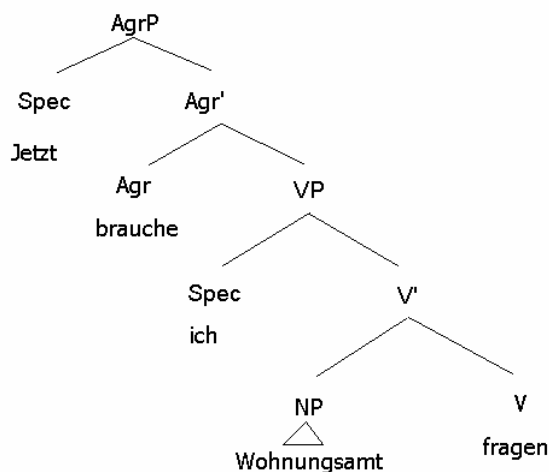 AgrP
Spec Agr'
Jetzt
Agr VP
brauche
Spec V'
ich
NP V
Wohnungsamt fragen